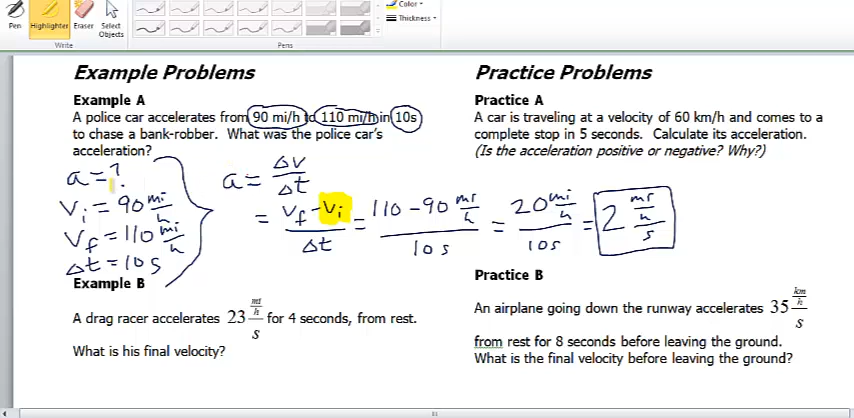 Pen Highlighter Eraser Select Objects
Color
Thickness
Write
Pens
Example Problems
Example A
A police car accelerates from 90 mi/h to 110 mi/h in 10s
to chase a bank-robber. What was the police car's
acceleration?
a = ?
Vi = 90 mi/h
Vf = 110 mi/h
Δt = 10s
a = ΔV/Δt
= Vf - Vi / Δt = 110 - 90 mi/h / 10 s = 20 mi/h / 10s = 2 mi/h/s
Example B
A drag racer accelerates 23 mi/h/s for 4 seconds, from rest.
What is his final velocity?
Practice Problems
Practice A
A car is traveling at a velocity of 60 km/h and comes to a
complete stop in 5 seconds. Calculate its acceleration.
(Is the acceleration positive or negative? Why?)
Practice B
An airplane going down the runway accelerates 35 km/h/s
from rest for 8 seconds before leaving the ground.
What is the final velocity before leaving the ground?